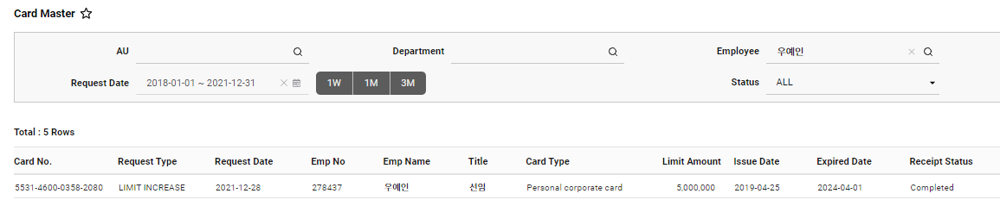 Card Master
AU Department Employee 우예인
Request Date 2018-01-01 ~ 2021-12-31 1W 1M 3M Status ALL
Total : 5 Rows
Card No. Request Type Request Date Emp No Emp Name Title Card Type Limit Amount Issue Date Expired Date Receipt Status
5531-4600-0358-2080 LIMIT INCREASE 2021-12-28 278437 우예인 선임 Personal corporate card 5,000,000 2019-04-25 2024-04-01 Completed